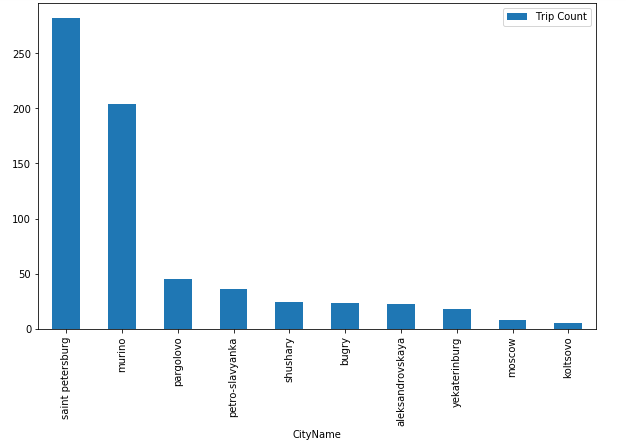 Trip Count
250
200
150
100
50
0
saint petersburg
murino
pargolovo
petro-slavyanka
shushary
bugry
aleksandrovskaya
yekaterinburg
moscow
koltsovo
CityName